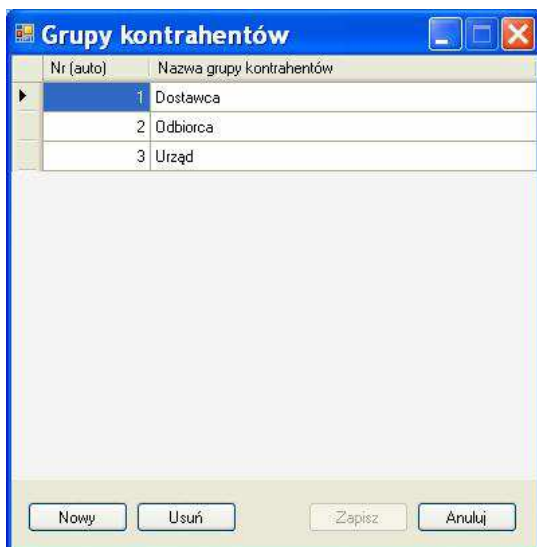 Grupy kontrahentów
Nr (auto) Nazwa grupy kontrahentów
1 Dostawca
2 Odbiorca
3 Urząd
Nowy Usuń Zapisz Anuluj